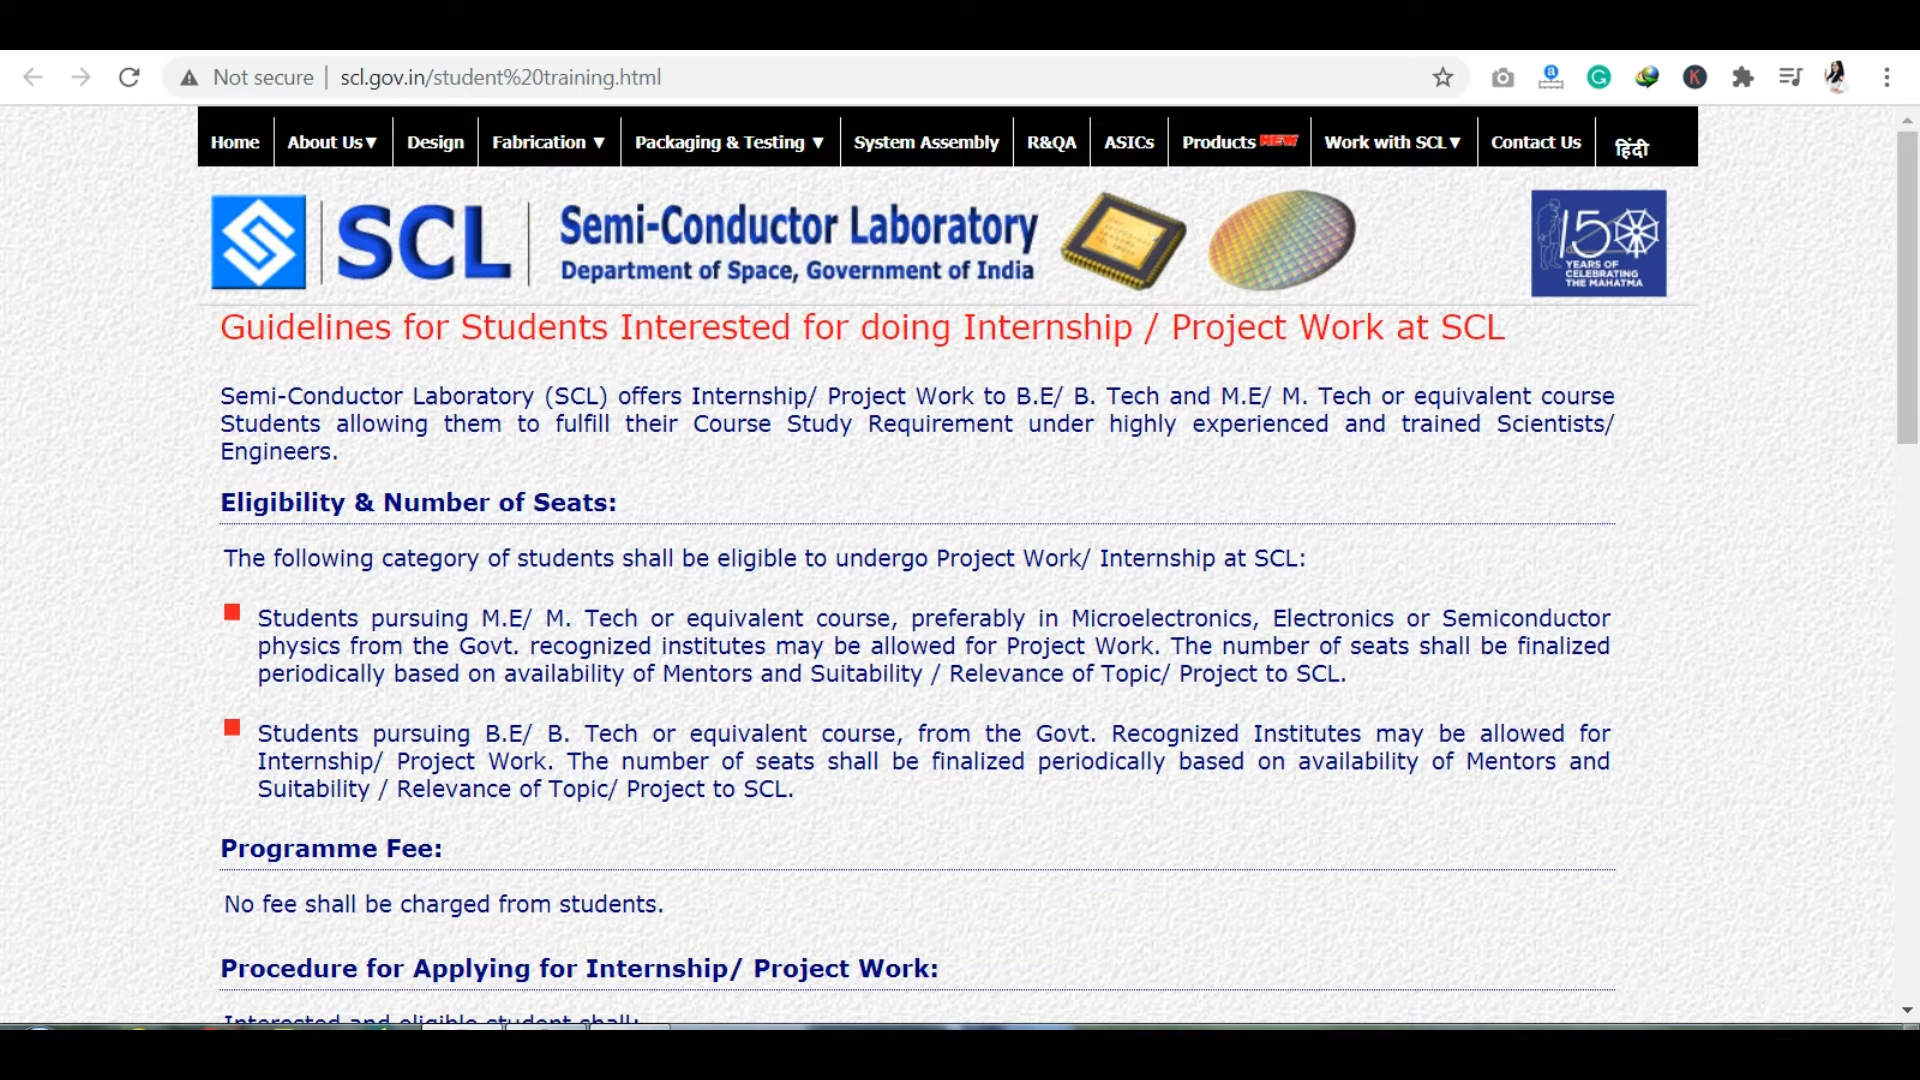 Not secure | scl.gov.in/student%20training.html
Home About Us▼ Design Fabrication ▼ Packaging & Testing ▼ System Assembly R&QA ASICs Products NEW Work with SCL▼ Contact Us हिंदी
SCL Semi-Conductor Laboratory
Department of Space, Government of India
150
YEARS OF
CELEBRATING
THE MAHATMA
Guidelines for Students Interested for doing Internship / Project Work at SCL
Semi-Conductor Laboratory (SCL) offers Internship/ Project Work to B.E/ B. Tech and M.E/ M. Tech or equivalent course
Students allowing them to fulfill their Course Study Requirement under highly experienced and trained Scientists/
Engineers.
Eligibility & Number of Seats:
The following category of students shall be eligible to undergo Project Work/ Internship at SCL:
Students pursuing M.E/ M. Tech or equivalent course, preferably in Microelectronics, Electronics or Semiconductor
physics from the Govt. recognized institutes may be allowed for Project Work. The number of seats shall be finalized
periodically based on availability of Mentors and Suitability / Relevance of Topic/ Project to SCL.
Students pursuing B.E/ B. Tech or equivalent course, from the Govt. Recognized Institutes may be allowed for
Internship/ Project Work. The number of seats shall be finalized periodically based on availability of Mentors and
Suitability / Relevance of Topic/ Project to SCL.
Programme Fee:
No fee shall be charged from students.
Procedure for Applying for Internship/ Project Work:
Interested and eligible student shall: